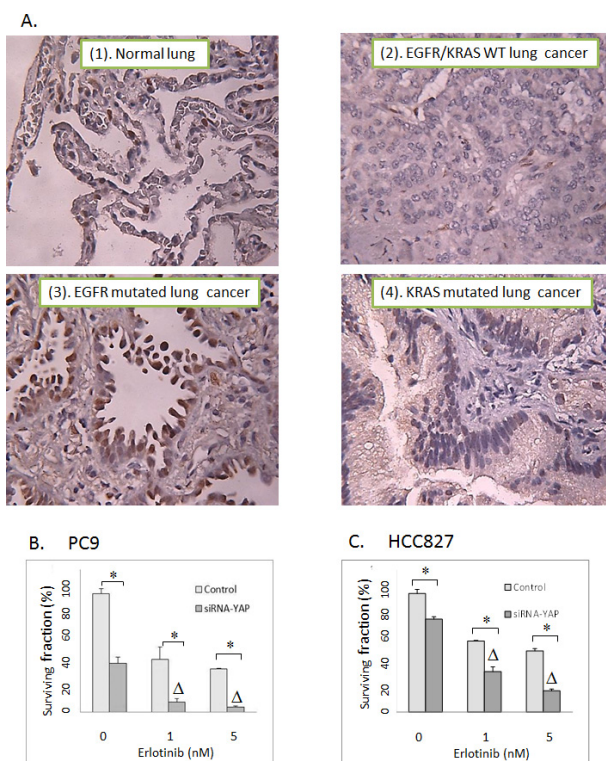 A.
(1). Normal lung
(2). EGFR/KRAS WT lung cancer
(3). EGFR mutated lung cancer
(4). KRAS mutated lung cancer
B. PC9
Surviving fraction (%)
100
80
60
40
20
0
Control
siRNA-YAP
*
*
*
Δ
Δ
0 1 5
Erlotinib (nM)
C. HCC827
Surviving fraction (%)
100
80
60
40
20
0
Control
siRNA-YAP
*
*
*
Δ
Δ
0 1 5
Erlotinib (nM)